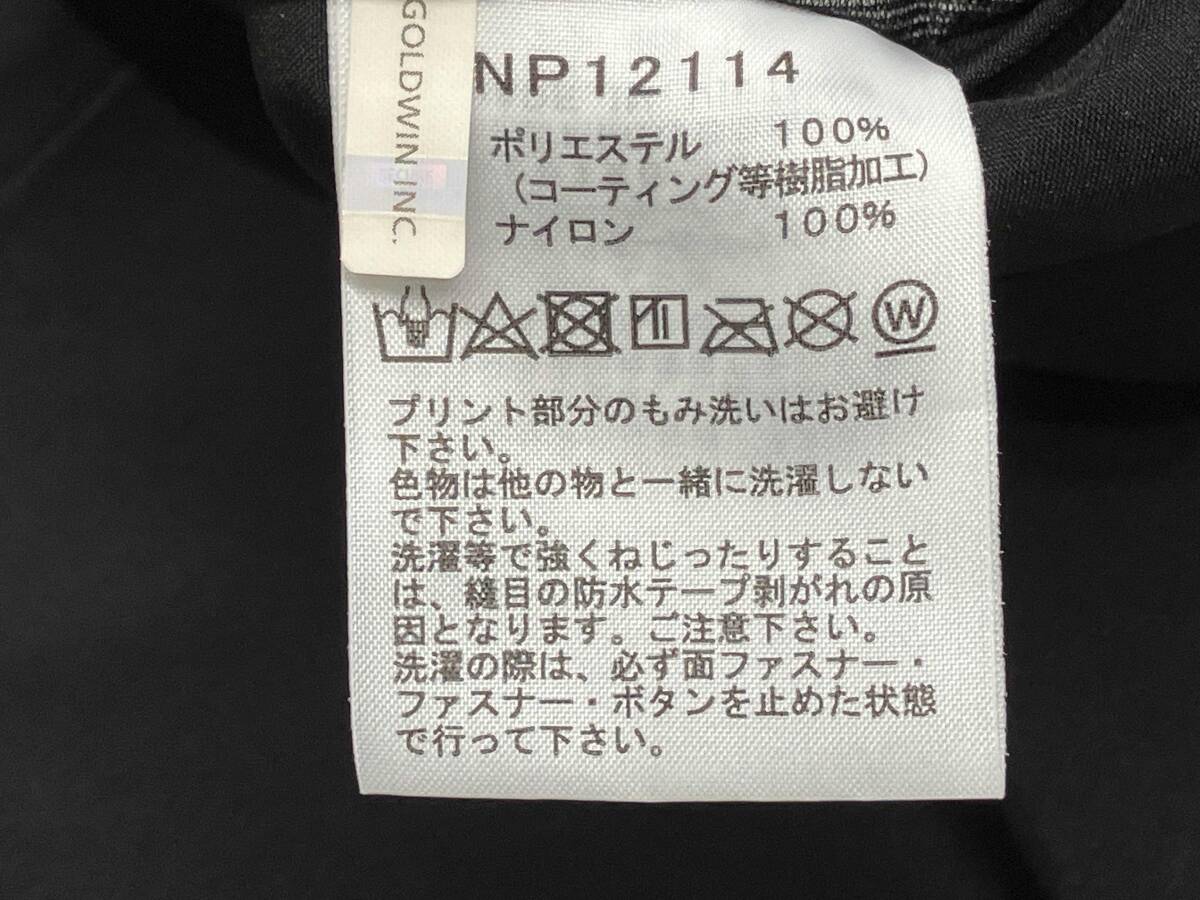 GOLDWIN INC.
NP12114
ポリエステル 100%
(コーティング等樹脂加工)
ナイロン 100%
W
プリント部分のもみ洗いはお避け
下さい。
色物は他の物と一緒に洗濯しない
で下さい。
洗濯等で強くねじったりすること
は、縫目の防水テープ剥がれの原
因となります。ご注意下さい。
洗濯の際は、必ず面ファスナー・
ファスナー・ボタンを止めた状態
で行って下さい。